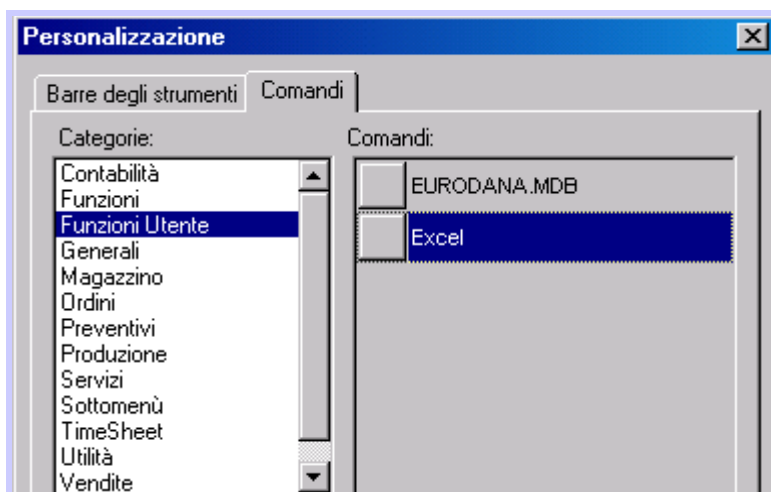 Personalizzazione
Barre degli strumenti Comandi
Categorie:
Contabilità
Funzioni
Funzioni Utente
Generali
Magazzino
Ordini
Preventivi
Produzione
Servizi
Sottomenù
TimeSheet
Utilità
Vendite
Comandi:
EURODANA.MDB
Excel